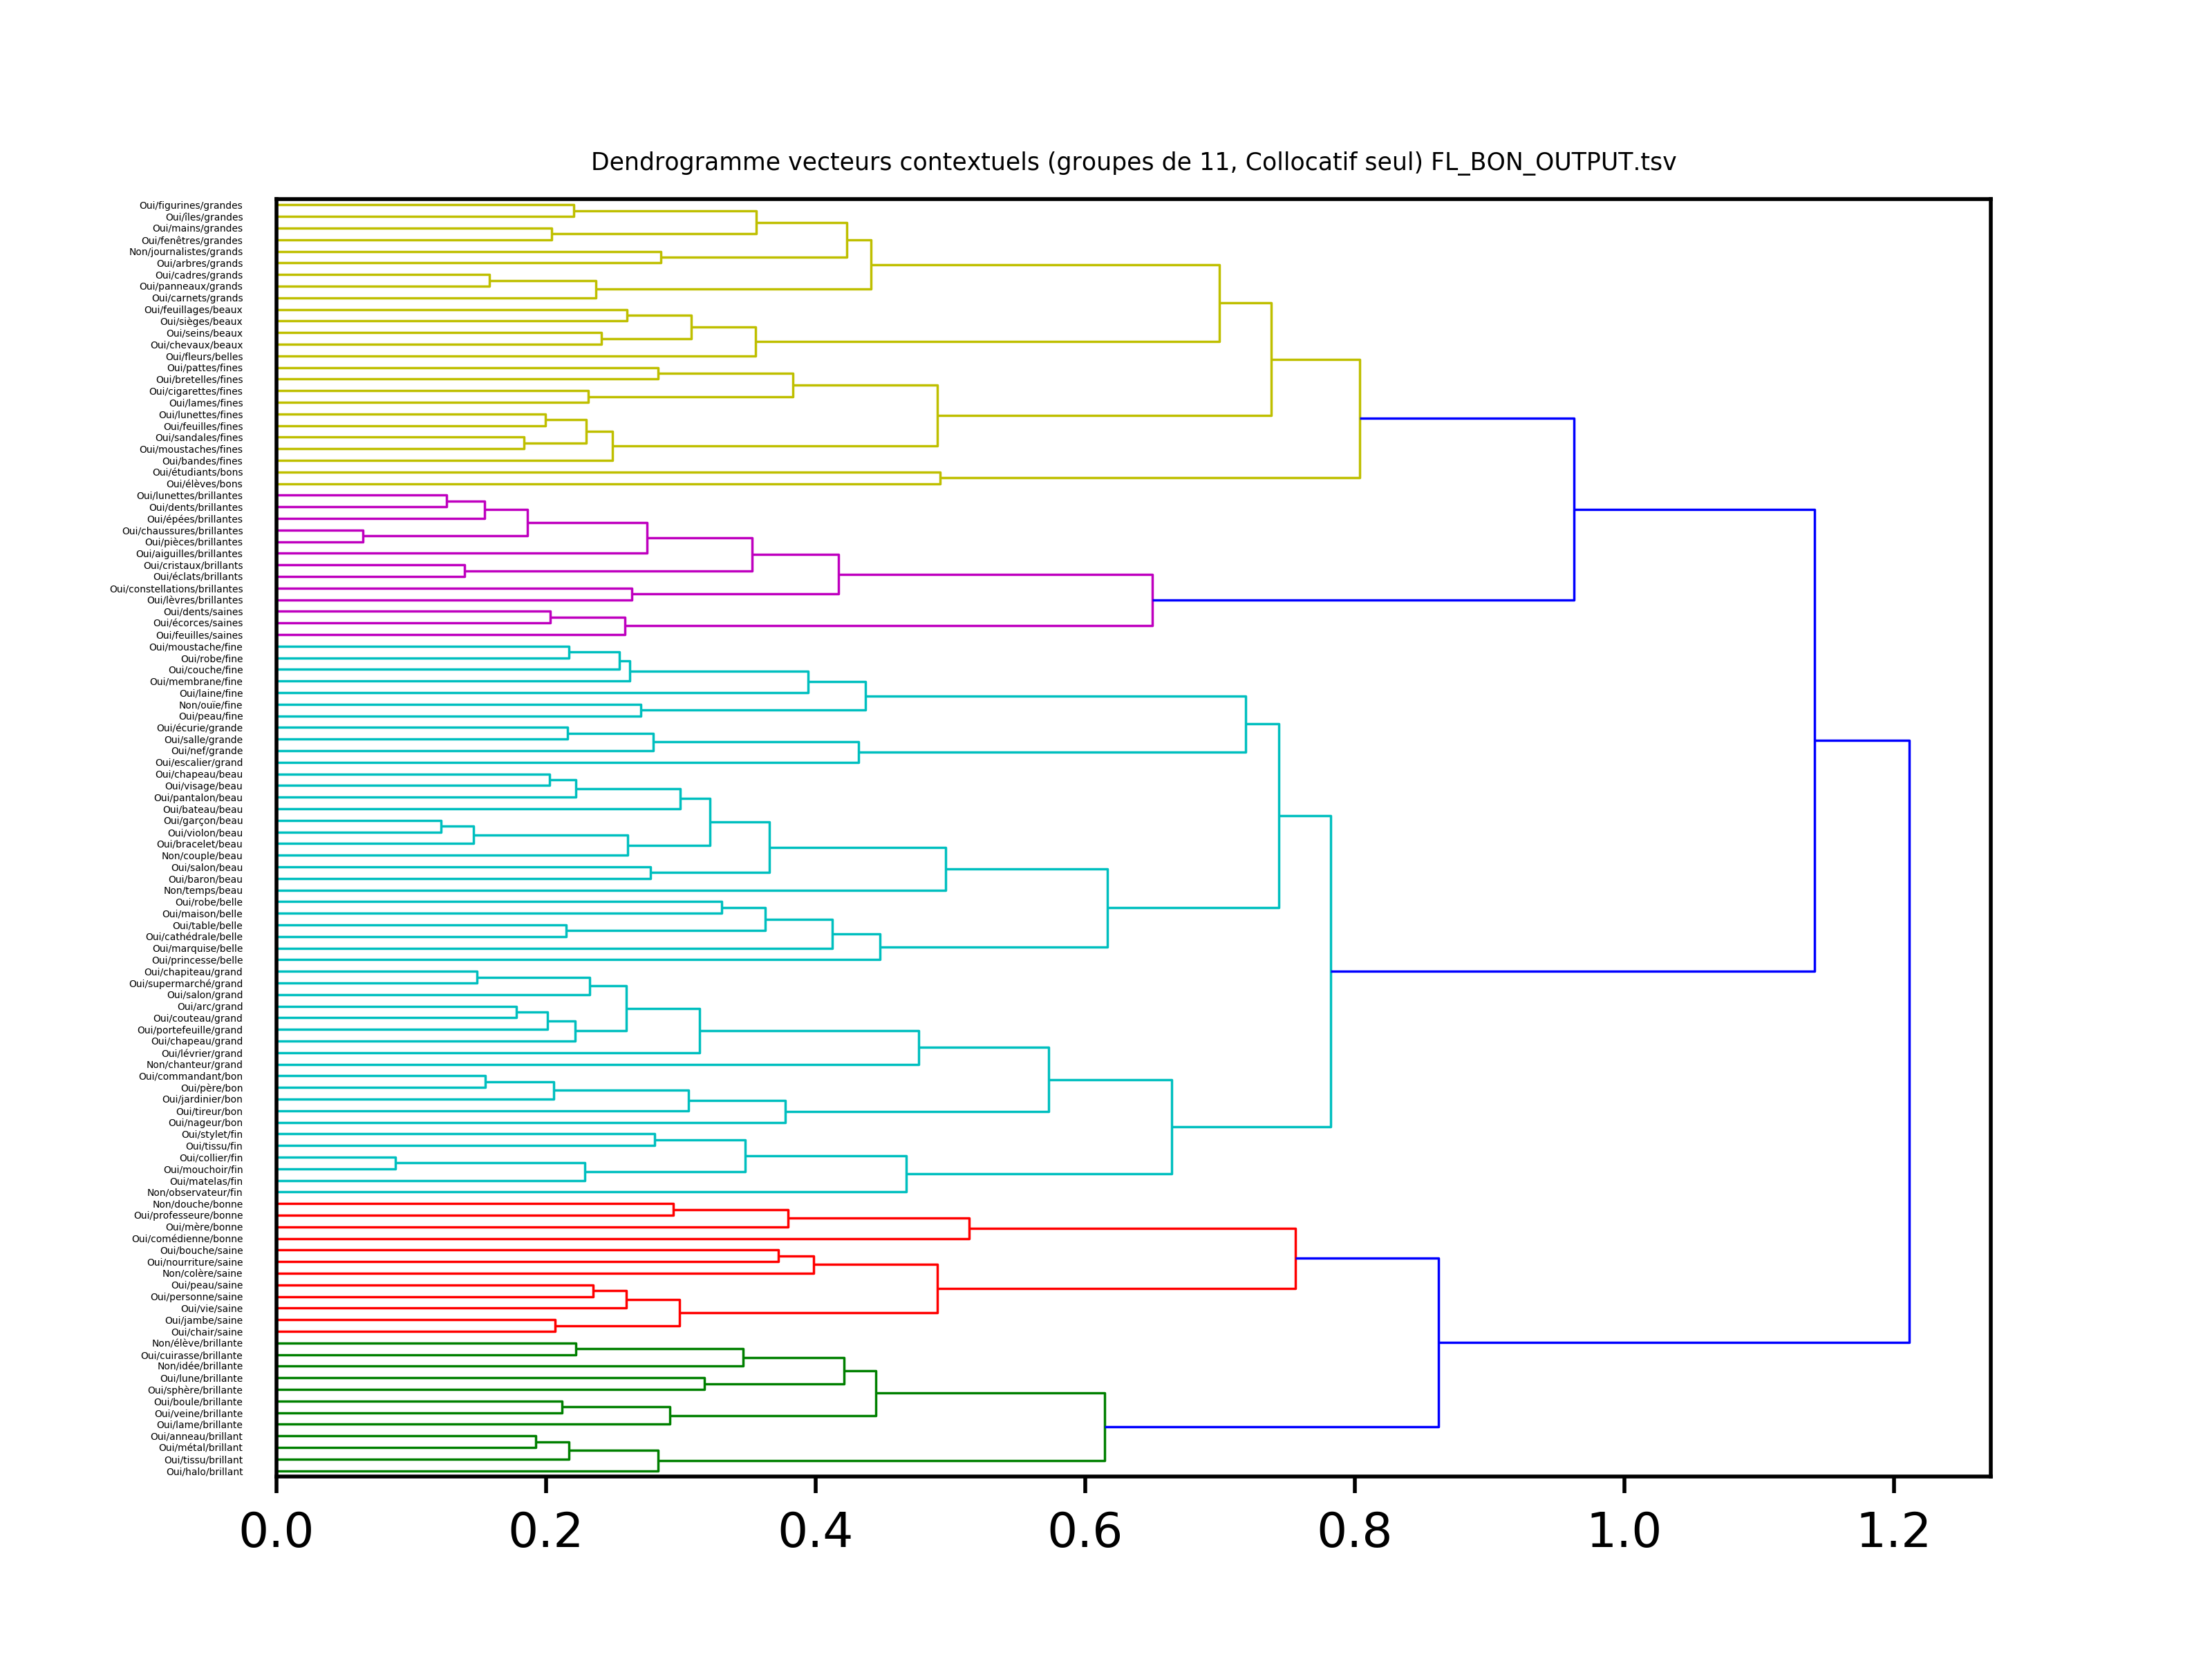 Dendrogramme vecteurs contextuels (groupes de 11, Collocatif seul) FL_BON_OUTPUT.tsv
Oui/figurines/grandes
Oui/îles/grandes
Oui/mains/grandes
Oui/fenêtres/grandes
Non/journalistes/grands
Oui/arbres/grands
Oui/cadres/grands
Oui/panneaux/grands
Oui/carnets/grands
Oui/feuillages/beaux
Oui/sièges/beaux
Oui/seins/beaux
Oui/chevaux/beaux
Oui/fleurs/belles
Oui/pattes/fines
Oui/bretelles/fines
Oui/cigarettes/fines
Oui/lames/fines
Oui/lunettes/fines
Oui/feuilles/fines
Oui/sandales/fines
Oui/moustaches/fines
Oui/bandes/fines
Oui/étudiants/bons
Oui/élèves/bons
Oui/lunettes/brillantes
Oui/dents/brillantes
Oui/épées/brillantes
Oui/chaussures/brillantes
Oui/pièces/brillantes
Oui/aiguilles/brillantes
Oui/cristaux/brillants
Oui/éclats/brillants
Oui/constellations/brillantes
Oui/lèvres/brillantes
Oui/dents/saines
Oui/écorces/saines
Oui/feuilles/saines
Oui/moustache/fine
Oui/robe/fine
Oui/couche/fine
Oui/membrane/fine
Oui/laine/fine
Non/ouïe/fine
Oui/peau/fine
Oui/écurie/grande
Oui/salle/grande
Oui/nef/grande
Oui/escalier/grand
Oui/chapeau/beau
Oui/visage/beau
Oui/pantalon/beau
Oui/bateau/beau
Oui/garçon/beau
Oui/violon/beau
Oui/bracelet/beau
Non/couple/beau
Oui/salon/beau
Oui/baron/beau
Non/temps/beau
Oui/robe/belle
Oui/maison/belle
Oui/table/belle
Oui/cathédrale/belle
Oui/marquise/belle
Oui/princesse/belle
Oui/chapiteau/grand
Oui/supermarché/grand
Oui/salon/grand
Oui/arc/grand
Oui/couteau/grand
Oui/portefeuille/grand
Oui/chapeau/grand
Oui/lévrier/grand
Non/chanteur/grand
Oui/commandant/bon
Oui/père/bon
Oui/jardinier/bon
Oui/tireur/bon
Oui/nageur/bon
Oui/stylet/fin
Oui/tissu/fin
Oui/collier/fin
Oui/mouchoir/fin
Oui/matelas/fin
Non/observateur/fin
Non/douche/bonne
Oui/professeure/bonne
Oui/mère/bonne
Oui/comédienne/bonne
Oui/bouche/saine
Oui/nourriture/saine
Non/colère/saine
Oui/peau/saine
Oui/personne/saine
Oui/vie/saine
Oui/jambe/saine
Oui/chair/saine
Non/élève/brillante
Oui/cuirasse/brillante
Non/idée/brillante
Oui/lune/brillante
Oui/sphère/brillante
Oui/boule/brillante
Oui/veine/brillante
Oui/lame/brillante
Oui/anneau/brillant
Oui/métal/brillant
Oui/tissu/brillant
Oui/halo/brillant
0.0 0.2 0.4 0.6 0.8 1.0 1.2